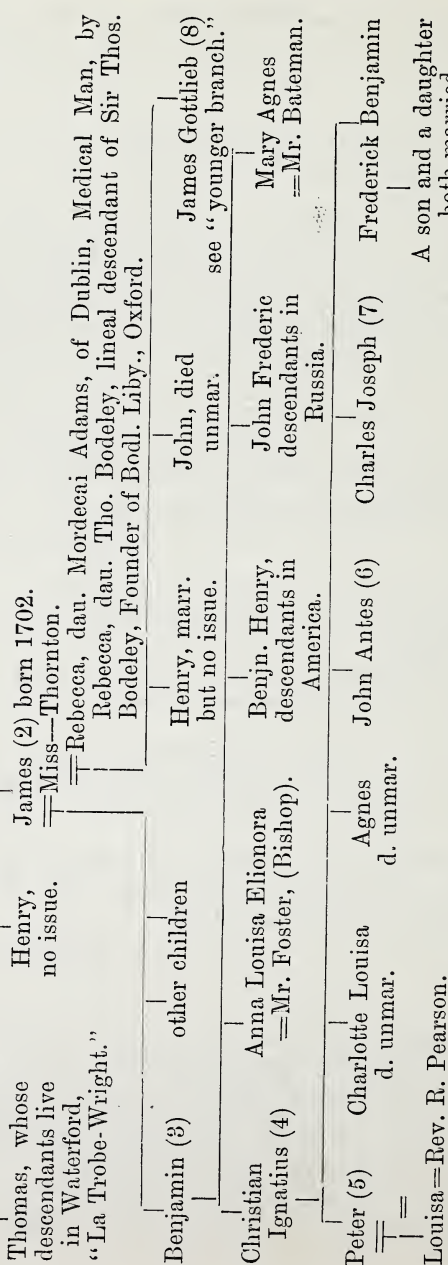 Thomas, whose
descendants live
in Waterford,
“La Trobe-Wright.”
Henry,
no issue.
James (2) born 1702.
=Miss—Thornton.
=Rebecca, dau. Mordecai Adams, of Dublin, Medical Man, by
Rebecca, dau. Tho. Bodeley, lineal descendant of Sir Thos.
Bodeley, Founder of Bodl. Liby., Oxford.
Benjamin (3)
other children
Henry, marr.
but no issue.
John, died
unmar.
James Gottlieb (8)
see “younger branch.”
Christian
Ignatius (4)
Anna Louisa Elionora
=Mr. Foster, (Bishop).
Benjn. Henry,
descendants in
America.
John Frederic
descendants in
Russia.
Mary Agnes
=Mr. Bateman.
Peter (5)
=
=
Louisa=Rev. R. Pearson.
Charlotte Louisa
d. unmar.
Agnes
d. unmar.
John Antes (6)
Charles Joseph (7)
Frederick Benjamin
A son and a daughter
both married